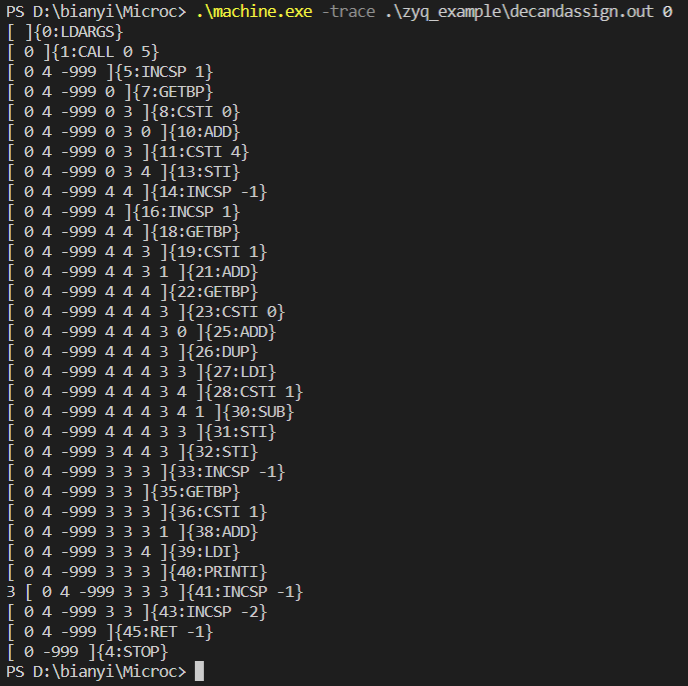 PS D:\bianyi\Microc> .\machine.exe -trace .\zyq_example\decandassign.out 0
[ ]{0:LDARGS}
[ 0 ]{1:CALL 0 5}
[ 0 4 -999 ]{5:INCSP 1}
[ 0 4 -999 0 ]{7:GETBP}
[ 0 4 -999 0 3 ]{8:CSTI 0}
[ 0 4 -999 0 3 0 ]{10:ADD}
[ 0 4 -999 0 3 ]{11:CSTI 4}
[ 0 4 -999 0 3 4 ]{13:STI}
[ 0 4 -999 4 4 ]{14:INCSP -1}
[ 0 4 -999 4 ]{16:INCSP 1}
[ 0 4 -999 4 4 ]{18:GETBP}
[ 0 4 -999 4 4 3 ]{19:CSTI 1}
[ 0 4 -999 4 4 3 1 ]{21:ADD}
[ 0 4 -999 4 4 4 ]{22:GETBP}
[ 0 4 -999 4 4 4 3 ]{23:CSTI 0}
[ 0 4 -999 4 4 4 3 0 ]{25:ADD}
[ 0 4 -999 4 4 4 3 ]{26:DUP}
[ 0 4 -999 4 4 4 3 3 ]{27:LDI}
[ 0 4 -999 4 4 4 3 4 ]{28:CSTI 1}
[ 0 4 -999 4 4 4 3 4 1 ]{30:SUB}
[ 0 4 -999 4 4 4 3 3 ]{31:STI}
[ 0 4 -999 3 4 4 3 ]{32:STI}
[ 0 4 -999 3 3 3 ]{33:INCSP -1}
[ 0 4 -999 3 3 ]{35:GETBP}
[ 0 4 -999 3 3 3 ]{36:CSTI 1}
[ 0 4 -999 3 3 3 1 ]{38:ADD}
[ 0 4 -999 3 3 4 ]{39:LDI}
[ 0 4 -999 3 3 3 ]{40:PRINTI}
3 [ 0 4 -999 3 3 3 ]{41:INCSP -1}
[ 0 4 -999 3 3 ]{43:INCSP -2}
[ 0 4 -999 ]{45:RET -1}
[ 0 -999 ]{4:STOP}
PS D:\bianyi\Microc>